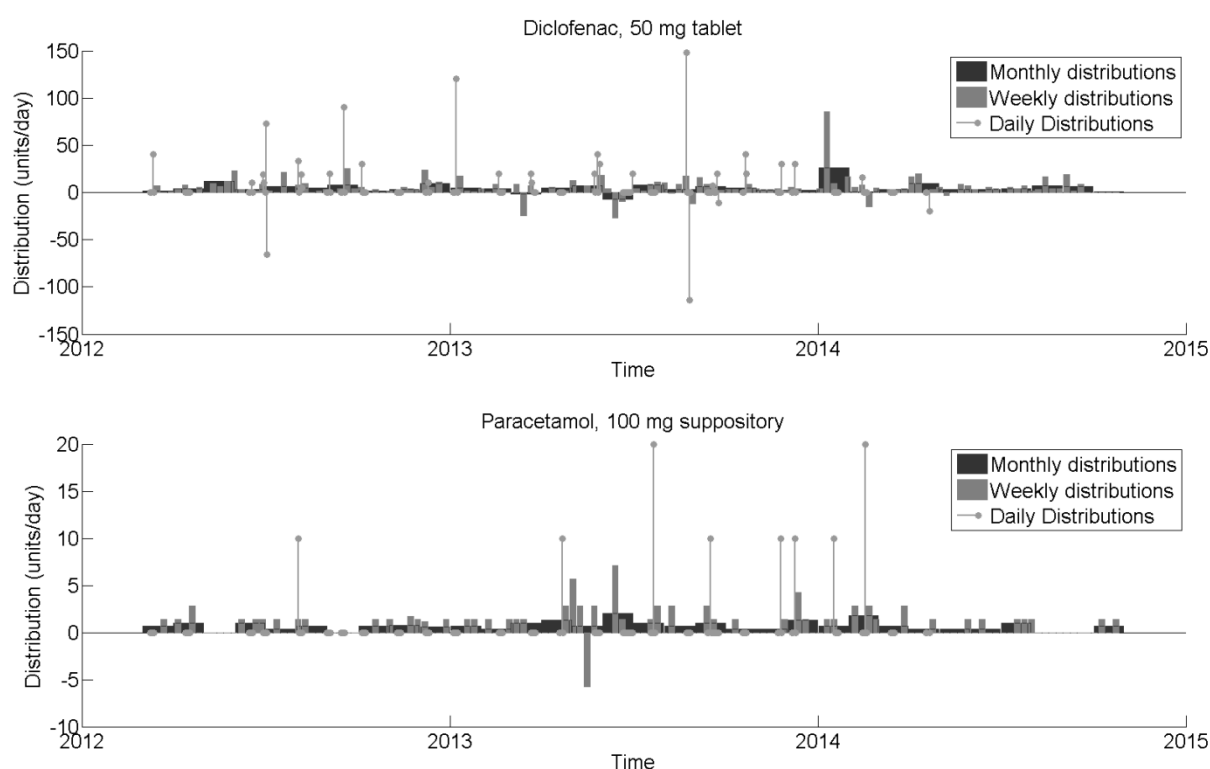 Diclofenac, 50 mg tablet
150
100
50
0
-50
-100
-150
Distribution (units/day)
Monthly distributions
Weekly distributions
Daily Distributions
2012
2013
2014
2015
Time
Paracetamol, 100 mg suppository
20
15
10
5
0
-5
-10
Distribution (units/day)
Monthly distributions
Weekly distributions
Daily Distributions
2012
2013
2014
2015
Time